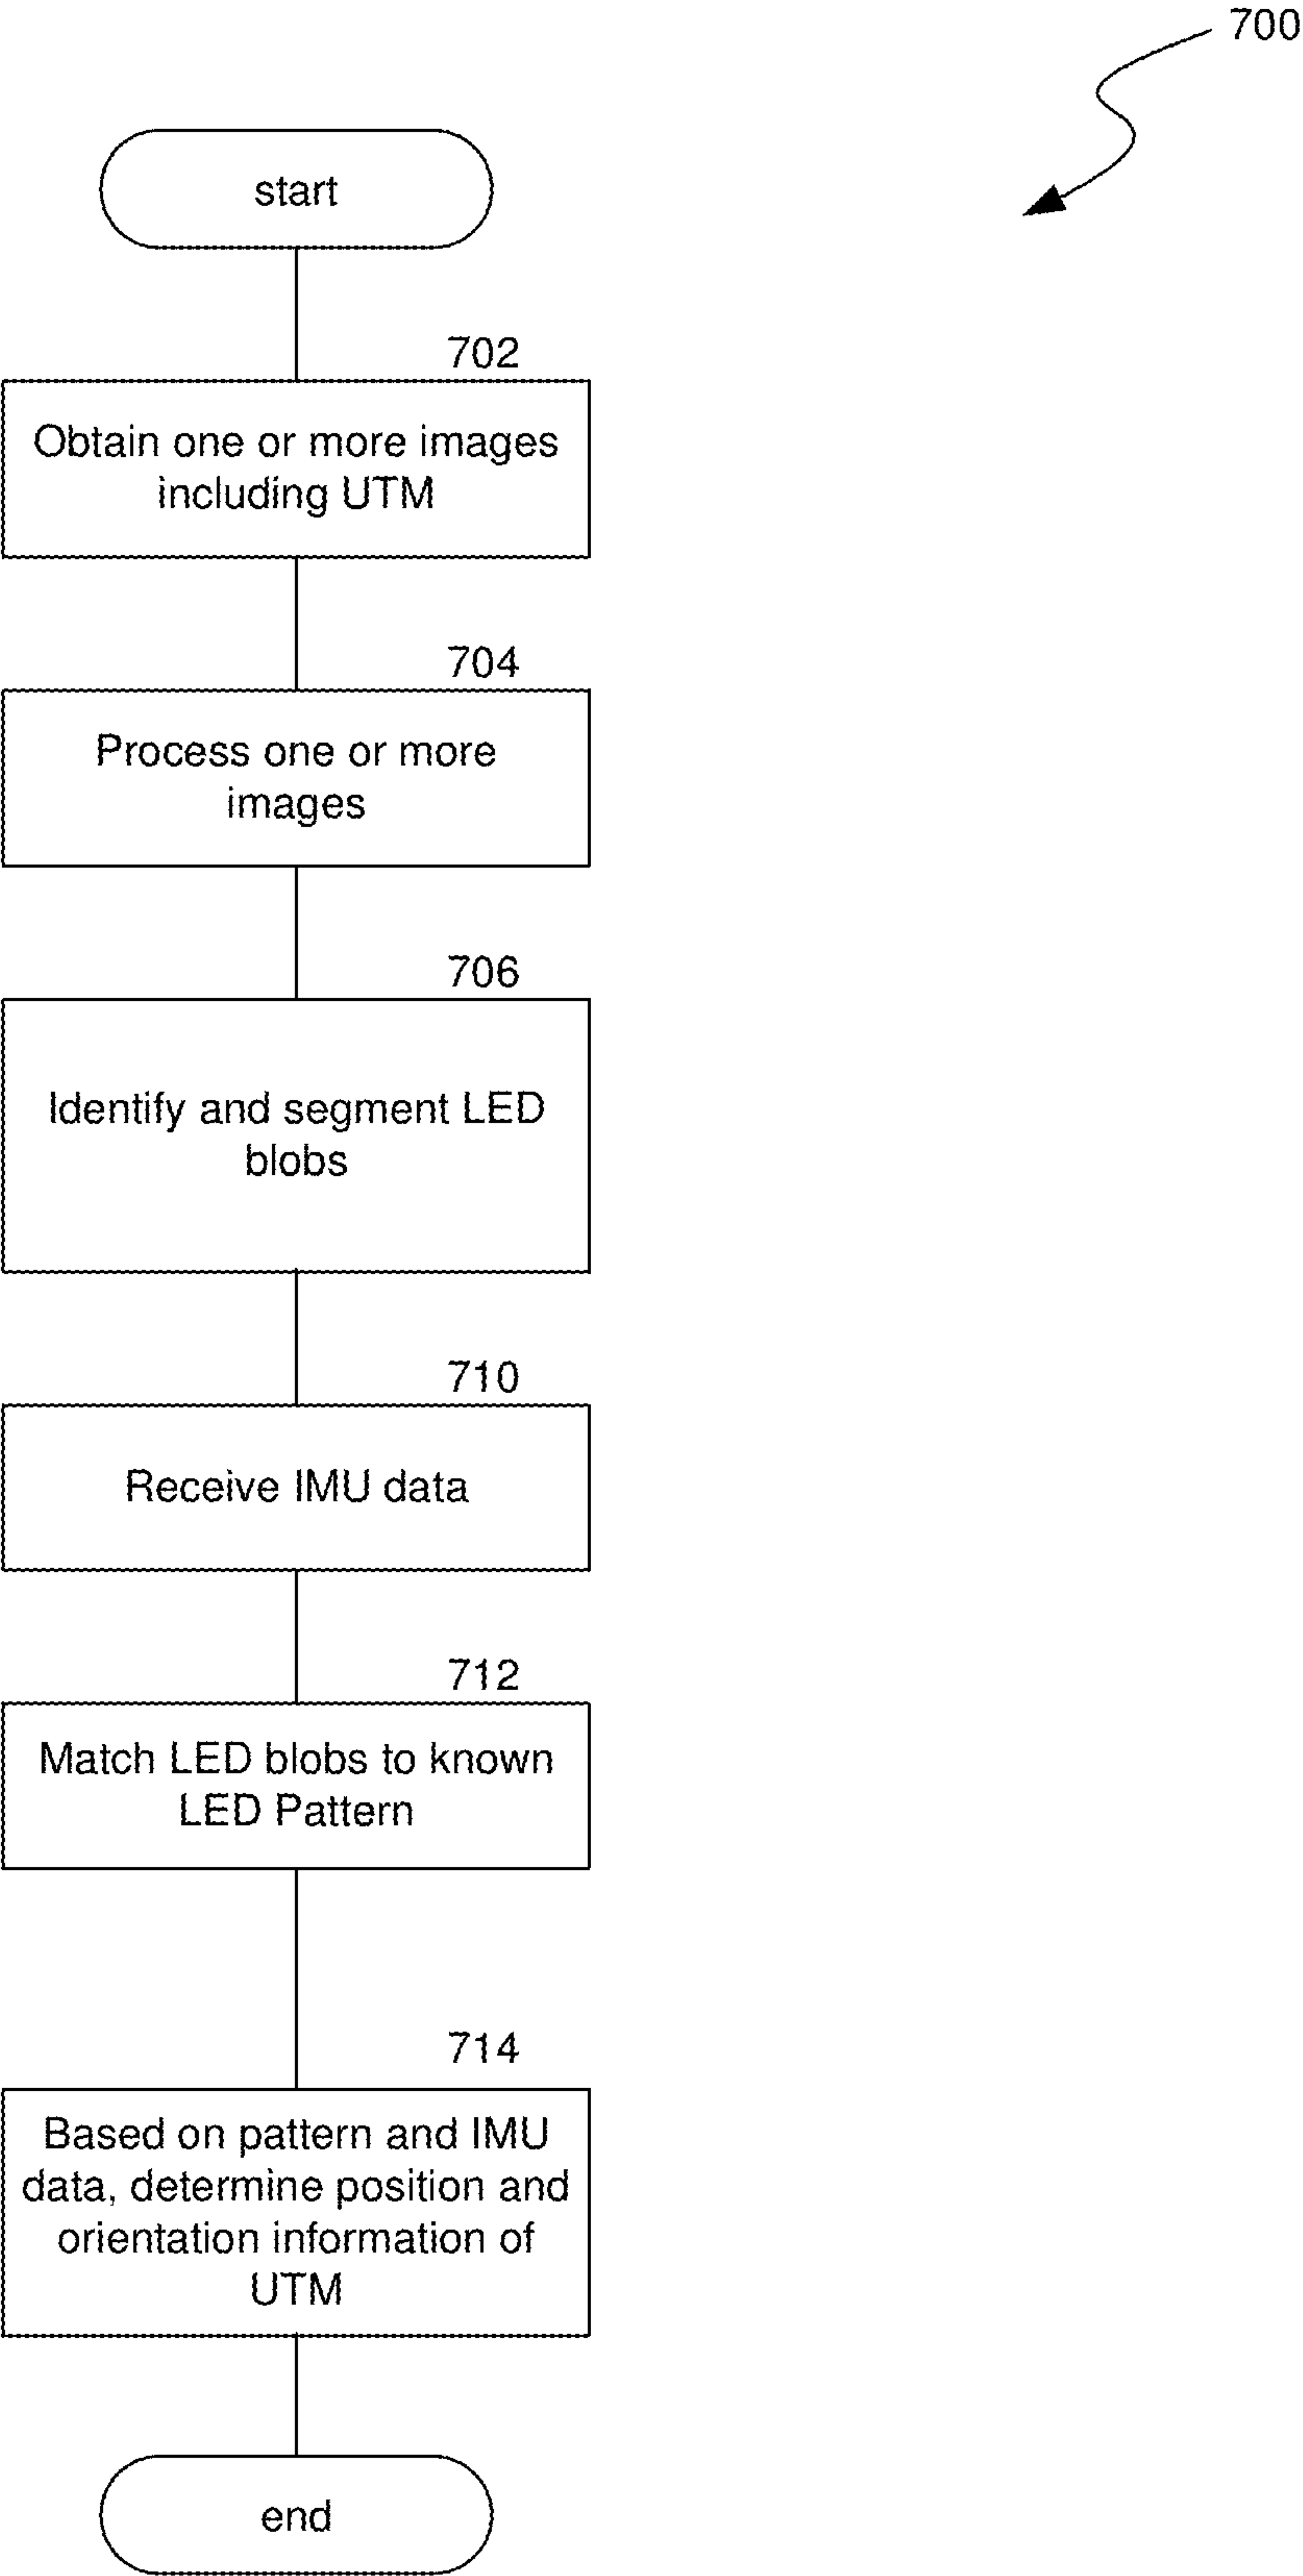 700
start
702
Obtain one or more images
including UTM
704
Process one or more
images
706
Identify and segment LED
blobs
710
Receive IMU data
712
Match LED blobs to known
LED Pattern
714
Based on pattern and IMU
data, determine position and
orientation information of
UTM
end